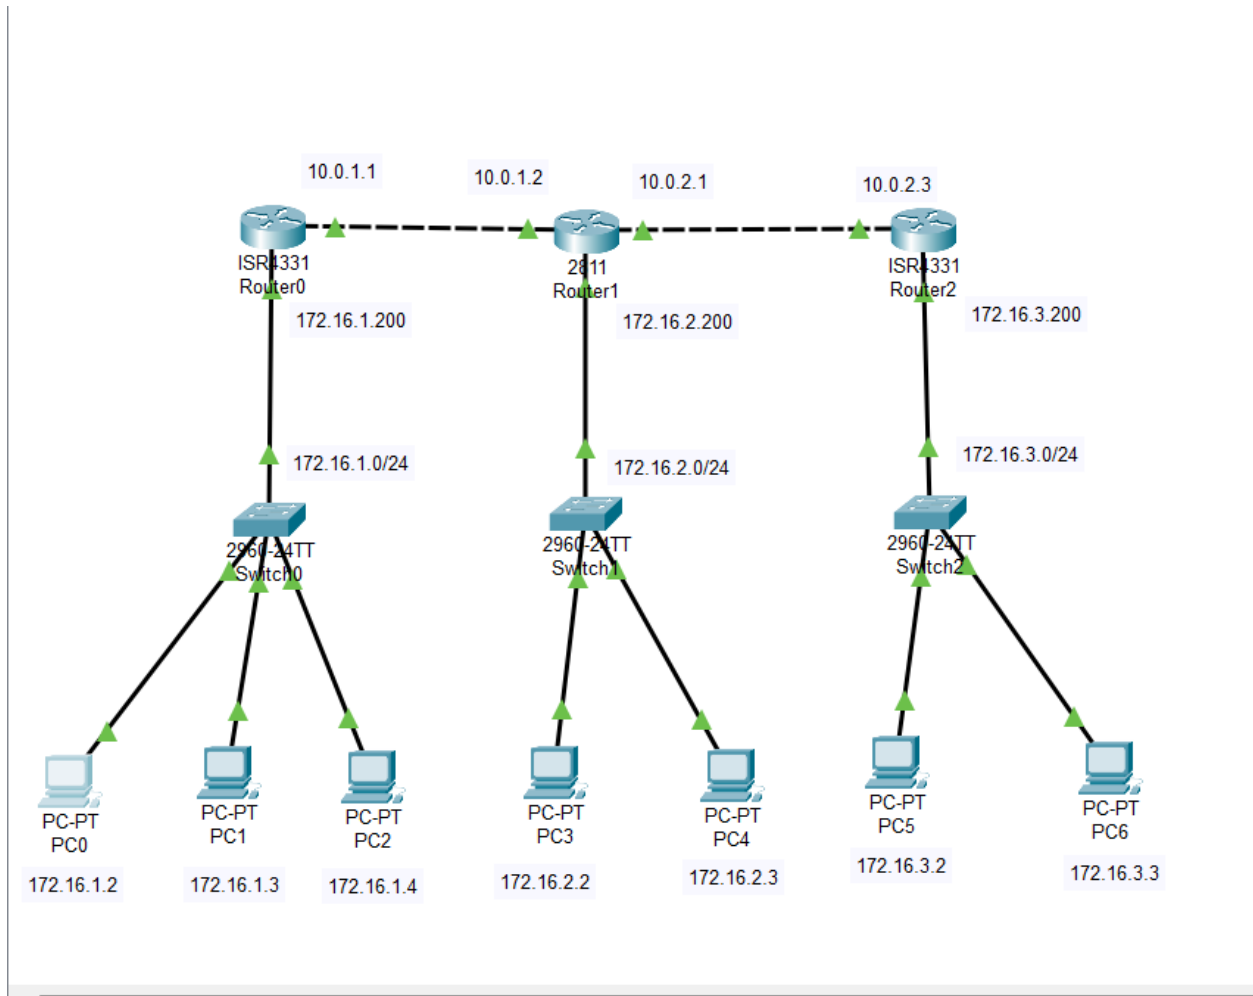 10.0.1.1
10.0.1.2
10.0.2.1
10.0.2.3
ISR4331
Router0
2811
Router1
ISR4331
Router2
172.16.1.200
172.16.2.200
172.16.3.200
172.16.1.0/24
172.16.2.0/24
172.16.3.0/24
2960-24TT
Switch0
2960-24TT
Switch1
2960-24TT
Switch2
PC-PT
PC0
PC-PT
PC1
PC-PT
PC2
PC-PT
PC3
PC-PT
PC4
PC-PT
PC5
PC-PT
PC6
172.16.1.2
172.16.1.3
172.16.1.4
172.16.2.2
172.16.2.3
172.16.3.2
172.16.3.3